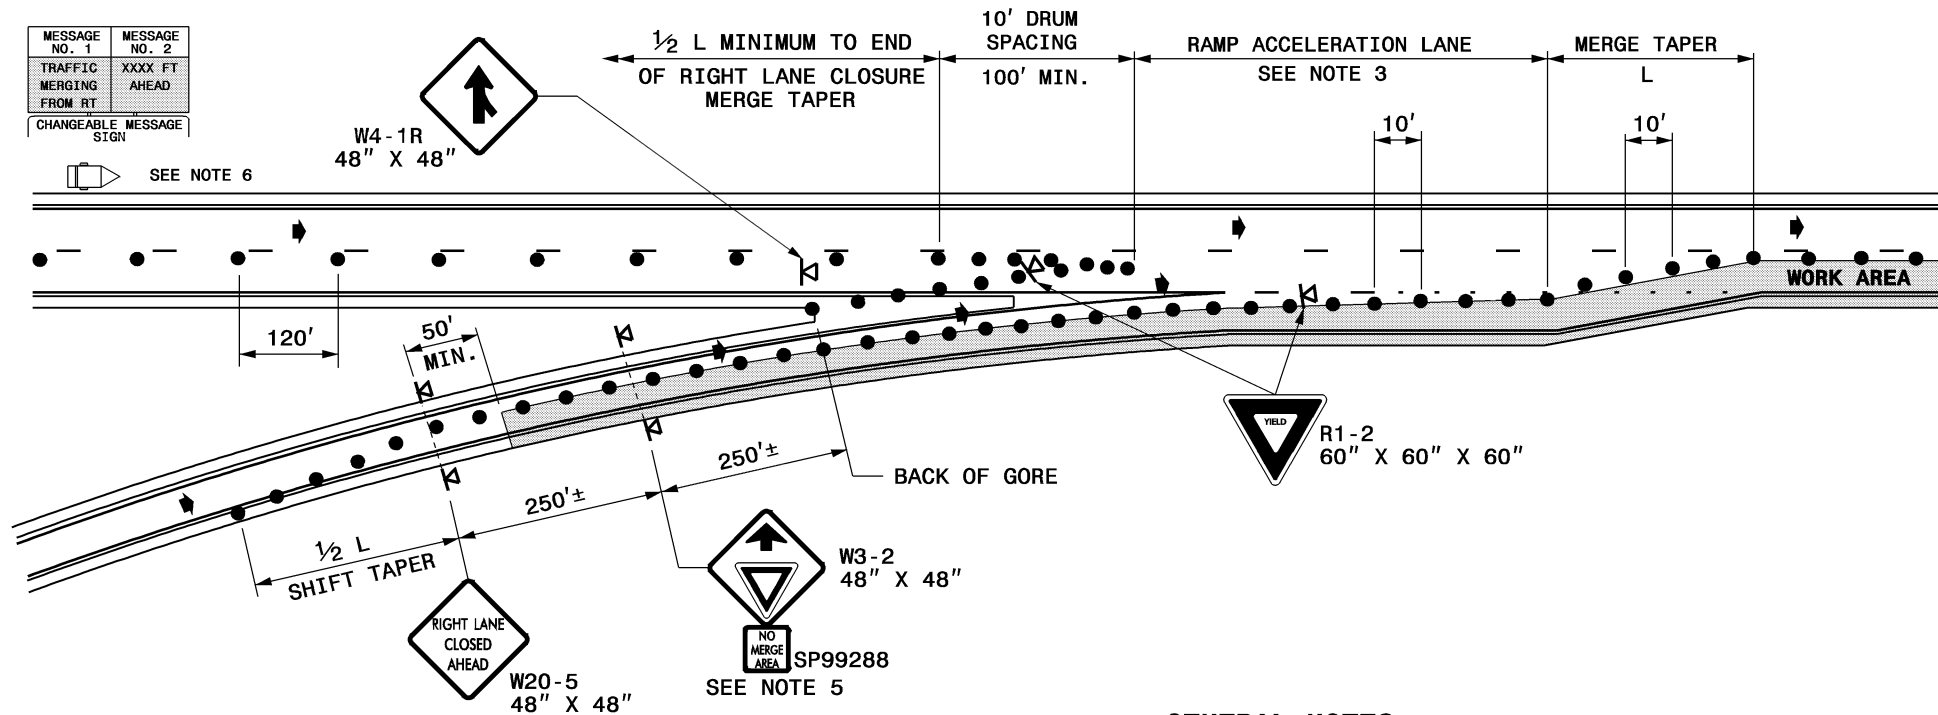 MESSAGE NO. 1
MESSAGE NO. 2
TRAFFIC MERGING FROM RT
XXXX FT AHEAD
CHANGEABLE MESSAGE SIGN
SEE NOTE 6
W4-1R
48" X 48"
½ L MINIMUM TO END
OF RIGHT LANE CLOSURE
MERGE TAPER
10' DRUM
SPACING
100' MIN.
RAMP ACCELERATION LANE
SEE NOTE 3
MERGE TAPER
L
10'
10'
WORK AREA
120'
50'
MIN.
250'±
BACK OF GORE
250'±
½ L
SHIFT TAPER
YIELD
R1-2
60" X 60" X 60"
RIGHT LANE
CLOSED
AHEAD
W20-5
48" X 48"
W3-2
48" X 48"
NO
MERGE
AREA
SP99288
SEE NOTE 5
GENERAL NOTES